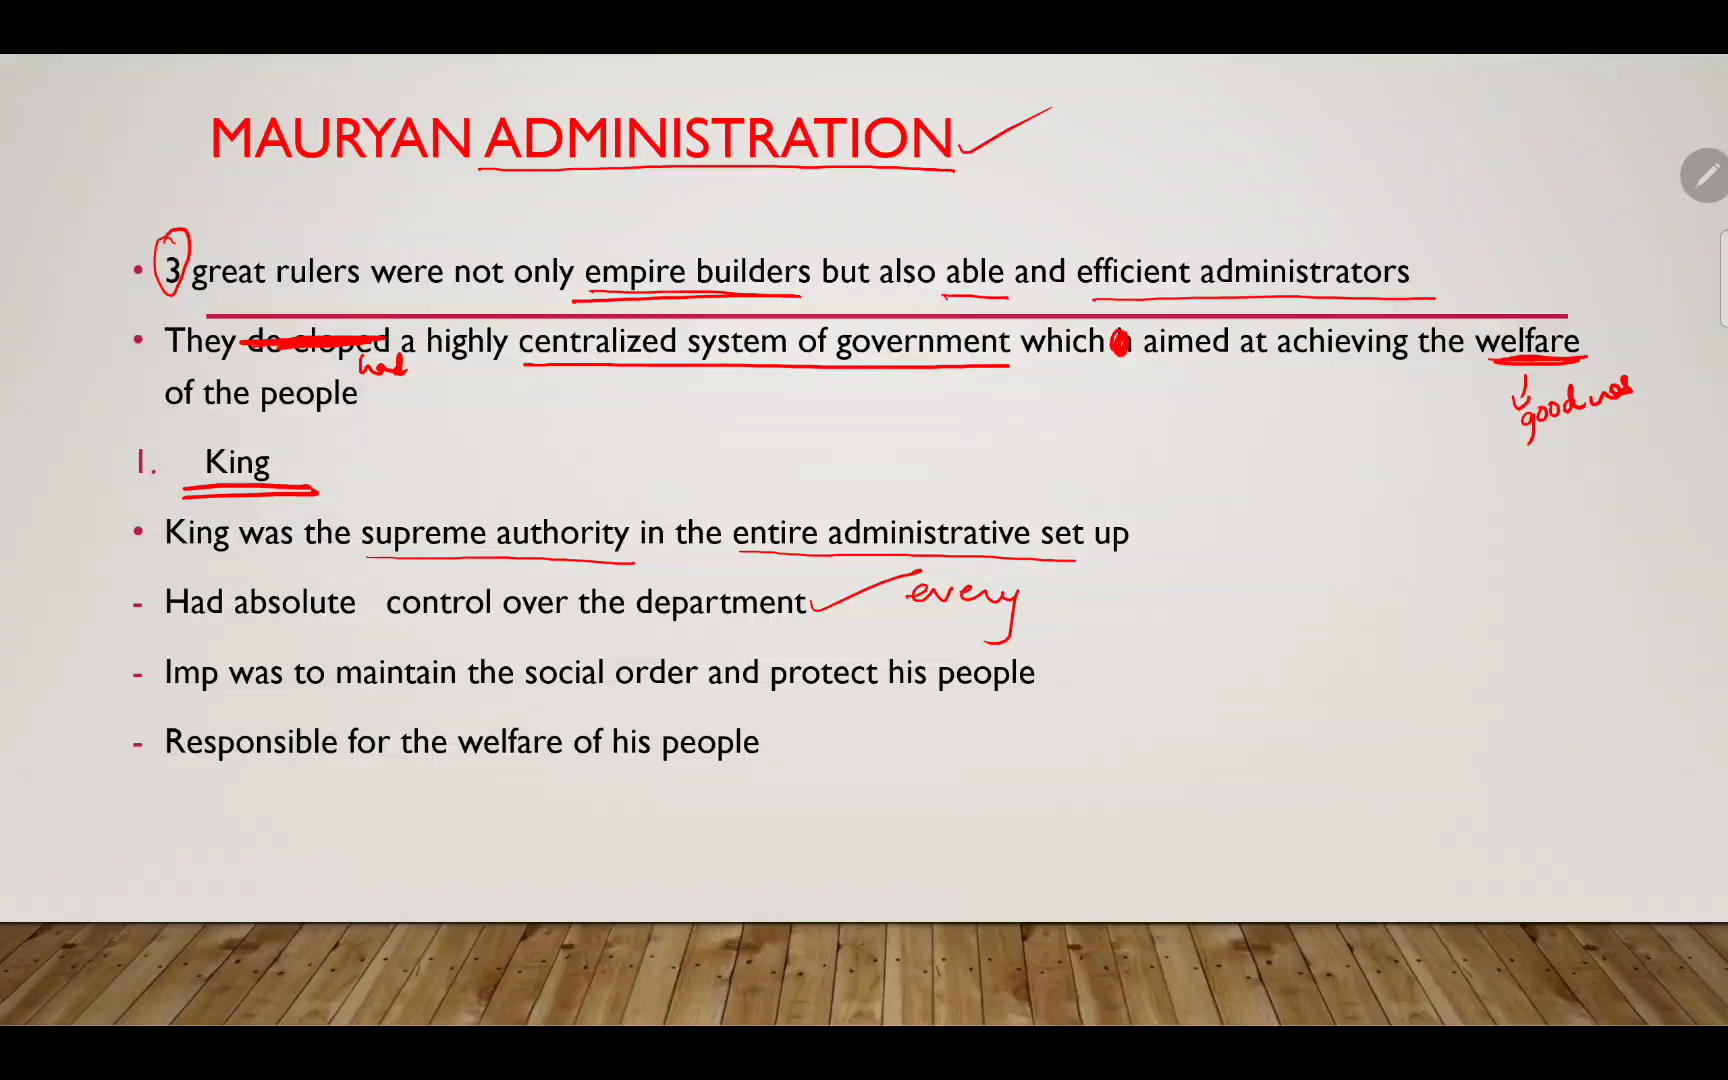 MAURYAN ADMINISTRATION
• 3 great rulers were not only empire builders but also able and efficient administrators
• They a highly centralized system of government which aimed at achieving the welfare
had
of the people
goodness
1. King
• King was the supreme authority in the entire administrative set up
- Had absolute control over the department every
- Imp was to maintain the social order and protect his people
- Responsible for the welfare of his people